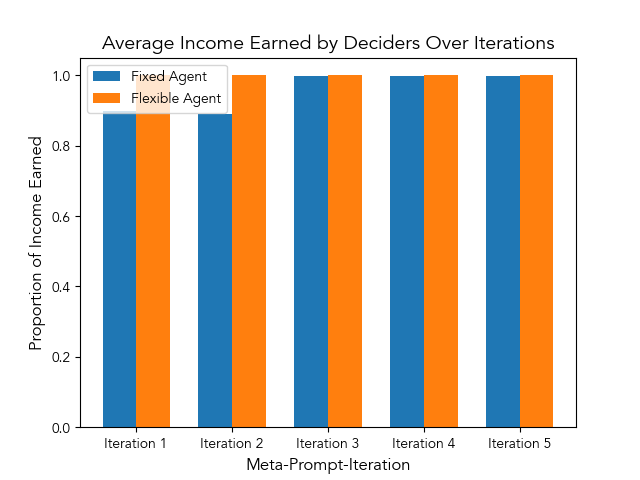 Average Income Earned by Deciders Over Iterations
Fixed Agent
Flexible Agent
Proportion of Income Earned
1.0
0.8
0.6
0.4
0.2
0.0
Iteration 1
Iteration 2
Iteration 3
Iteration 4
Iteration 5
Meta-Prompt-Iteration